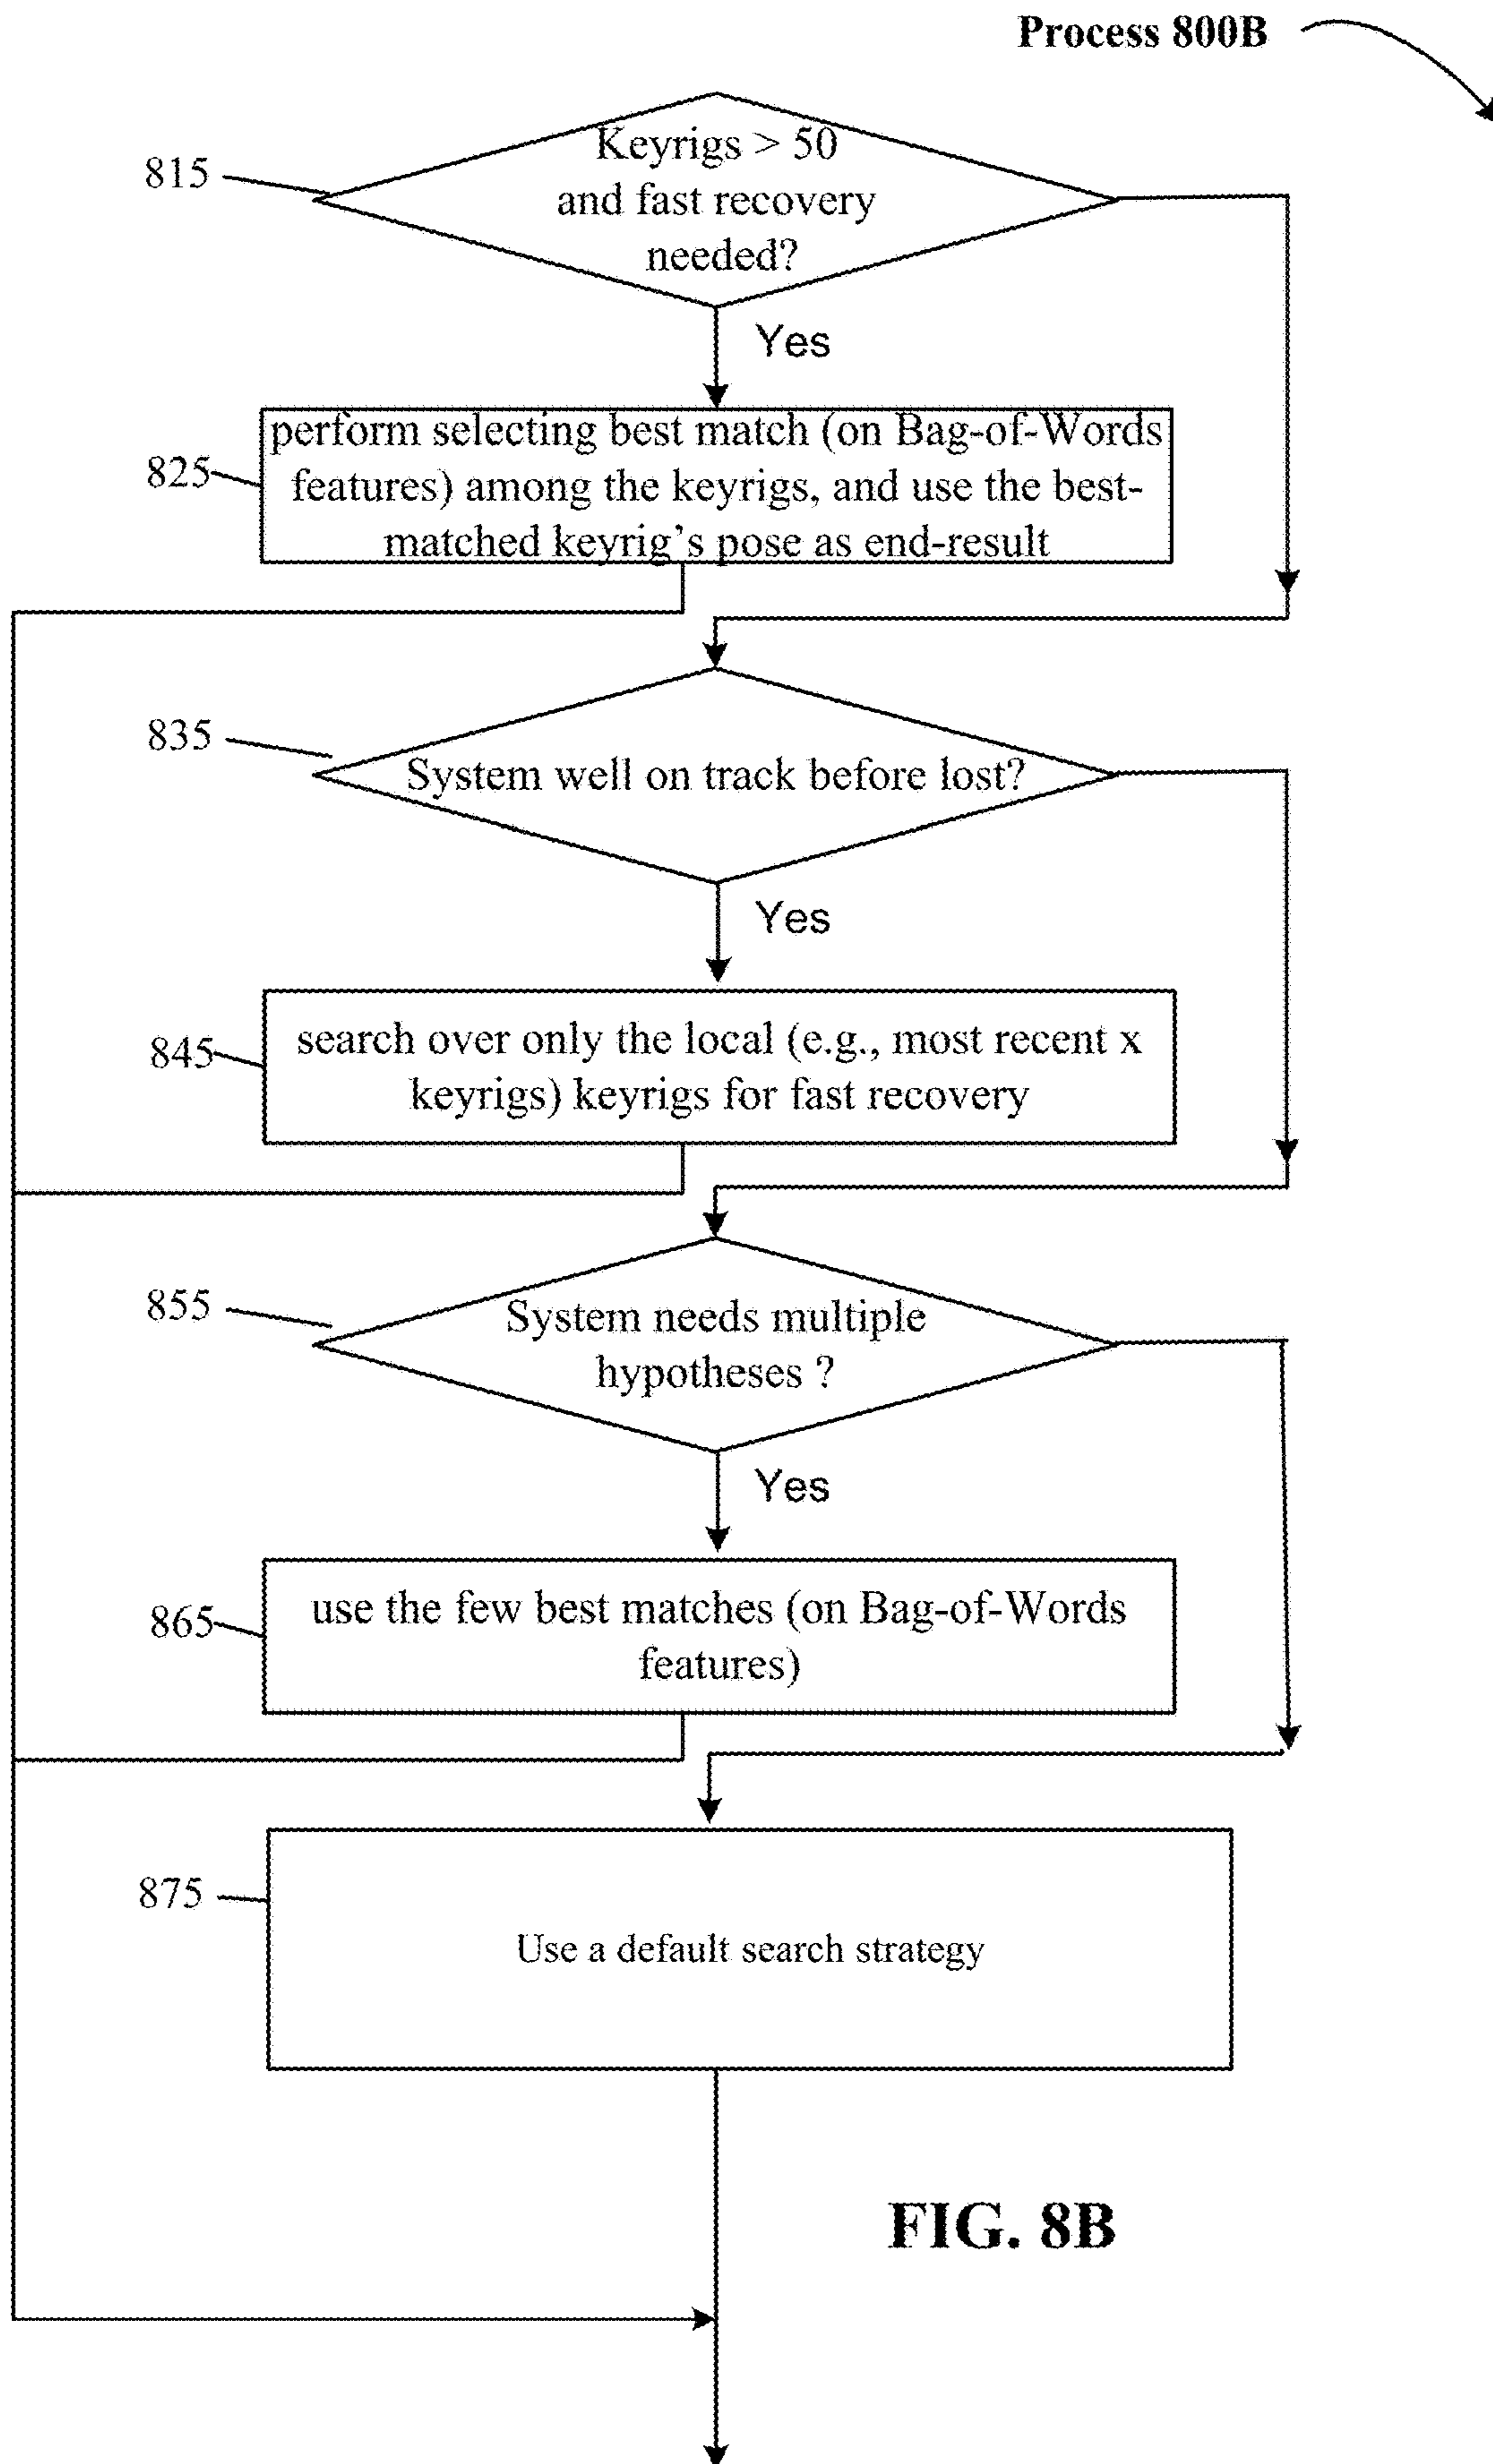 Process 800B
815
Keyrigs > 50
and fast recovery
needed?
Yes
825
perform selecting best match (on Bag-of-Words
features) among the keyrigs, and use the best-
matched keyrig's pose as end-result
835
System well on track before lost?
Yes
845
search over only the local (e.g., most recent x
keyrigs) keyrigs for fast recovery
855
System needs multiple
hypotheses ?
Yes
865
use the few best matches (on Bag-of-Words
features)
875
Use a default search strategy
FIG. 8B